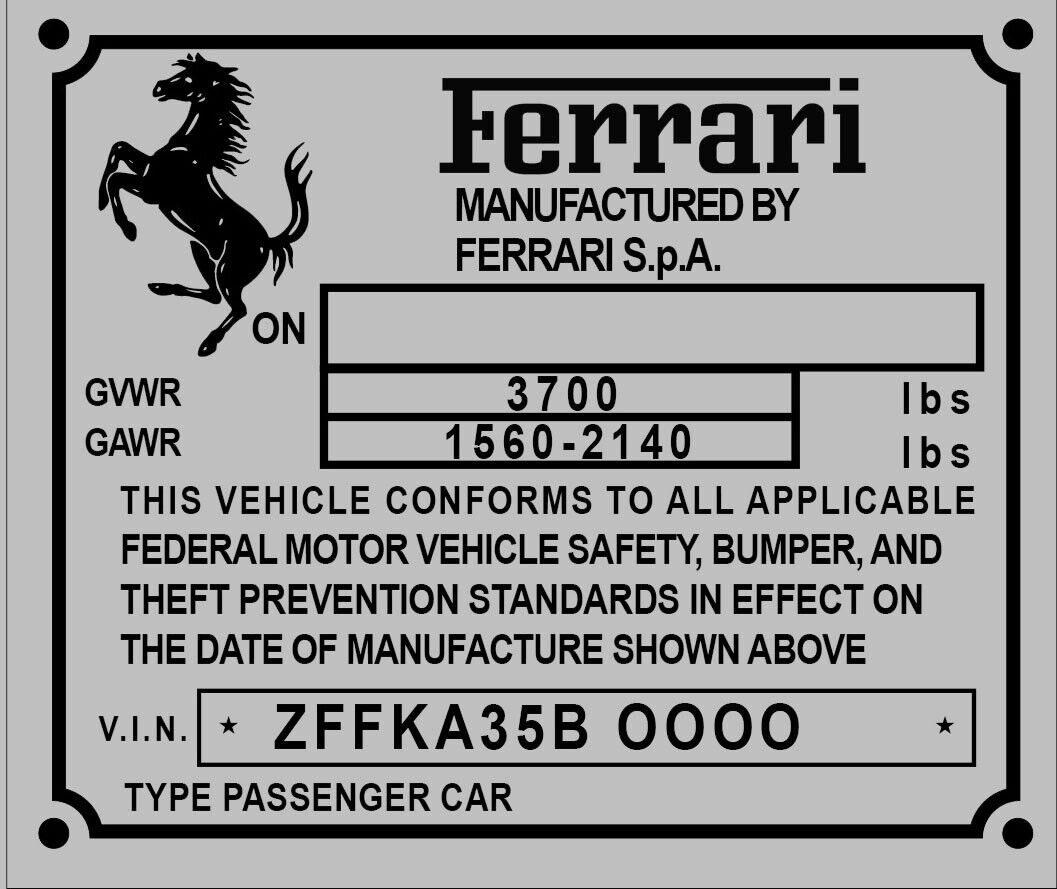 Ferrari
MANUFACTURED BY
FERRARI S.p.A.
ON
GVWR 3700 lbs
GAWR 1560-2140 lbs
THIS VEHICLE CONFORMS TO ALL APPLICABLE
FEDERAL MOTOR VEHICLE SAFETY, BUMPER, AND
THEFT PREVENTION STANDARDS IN EFFECT ON
THE DATE OF MANUFACTURE SHOWN ABOVE
V.I.N. ★ ZFFKA35B OOOO ★
TYPE PASSENGER CAR